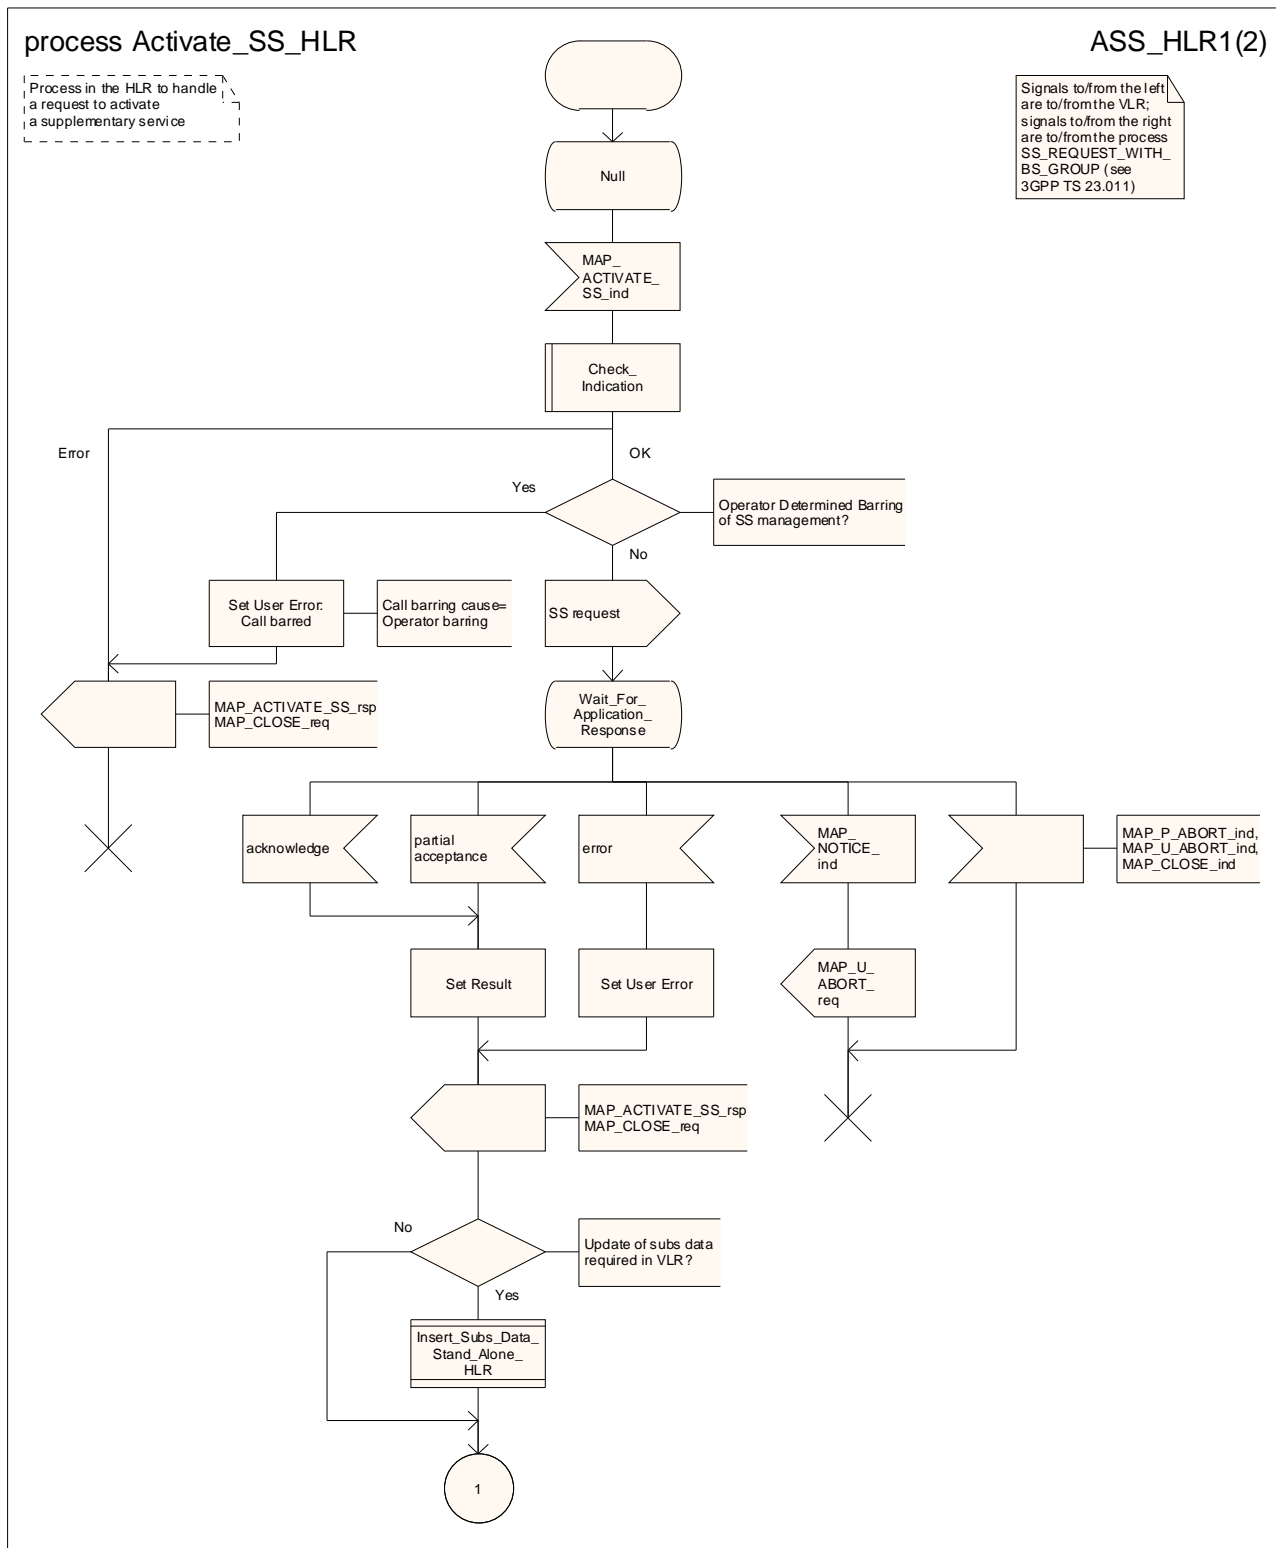 process Activate_SS_HLR
ASS_HLR1(2)
Process in the HLR to handle
a request to activate
a supplementary service
Signals to/from the left
are to/from the VLR;
signals to/from the right
are to/from the process
SS_REQUEST_WITH_
BS_GROUP (see
3GPP TS 23.011)
Null
MAP_
ACTIVATE_
SS_ind
Check_
Indication
Error
OK
Yes
Operator Determined Barring
of SS management?
No
Set User Error:
Call barred
Call barring cause=
Operator barring
SS request
MAP_ACTIVATE_SS_rsp
MAP_CLOSE_req
Wait_For_
Application_
Response
acknowledge
partial
acceptance
error
MAP_
NOTICE_
ind
MAP_P_ABORT_ind,
MAP_U_ABORT_ind,
MAP_CLOSE_ind
Set Result
Set User Error
MAP_U_
ABORT_
req
MAP_ACTIVATE_SS_rsp
MAP_CLOSE_req
No
Update of subs data
required in VLR?
Yes
Insert_Subs_Data_
Stand_Alone_
HLR
1